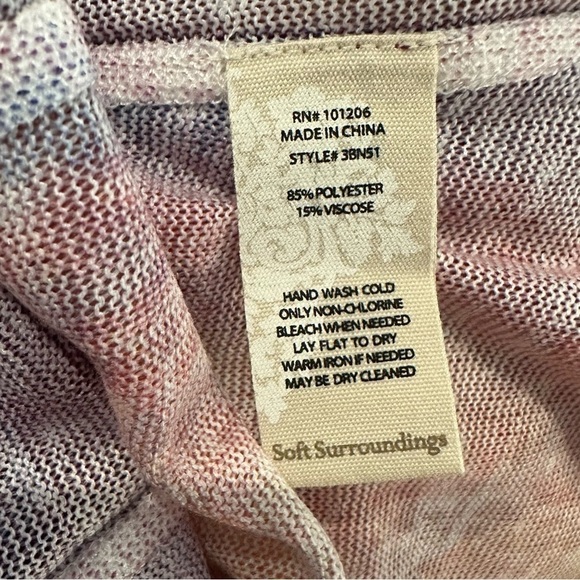 RN# 101206
MADE IN CHINA
STYLE# 3BN51
85% POLYESTER
15% VISCOSE
HAND WASH COLD
ONLY NON-CHLORINE
BLEACH WHEN NEEDED
LAY FLAT TO DRY
WARM IRON IF NEEDED
MAY BE DRY CLEANED
Soft Surroundings